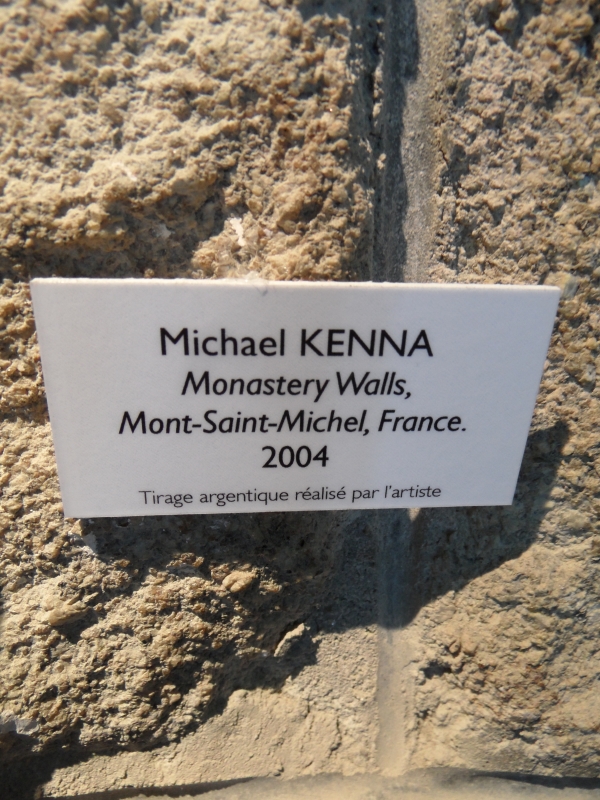 Michael KENNA
Monastery Walls,
Mont-Saint-Michel, France.
2004
Tirage argentique réalisé par l'artiste